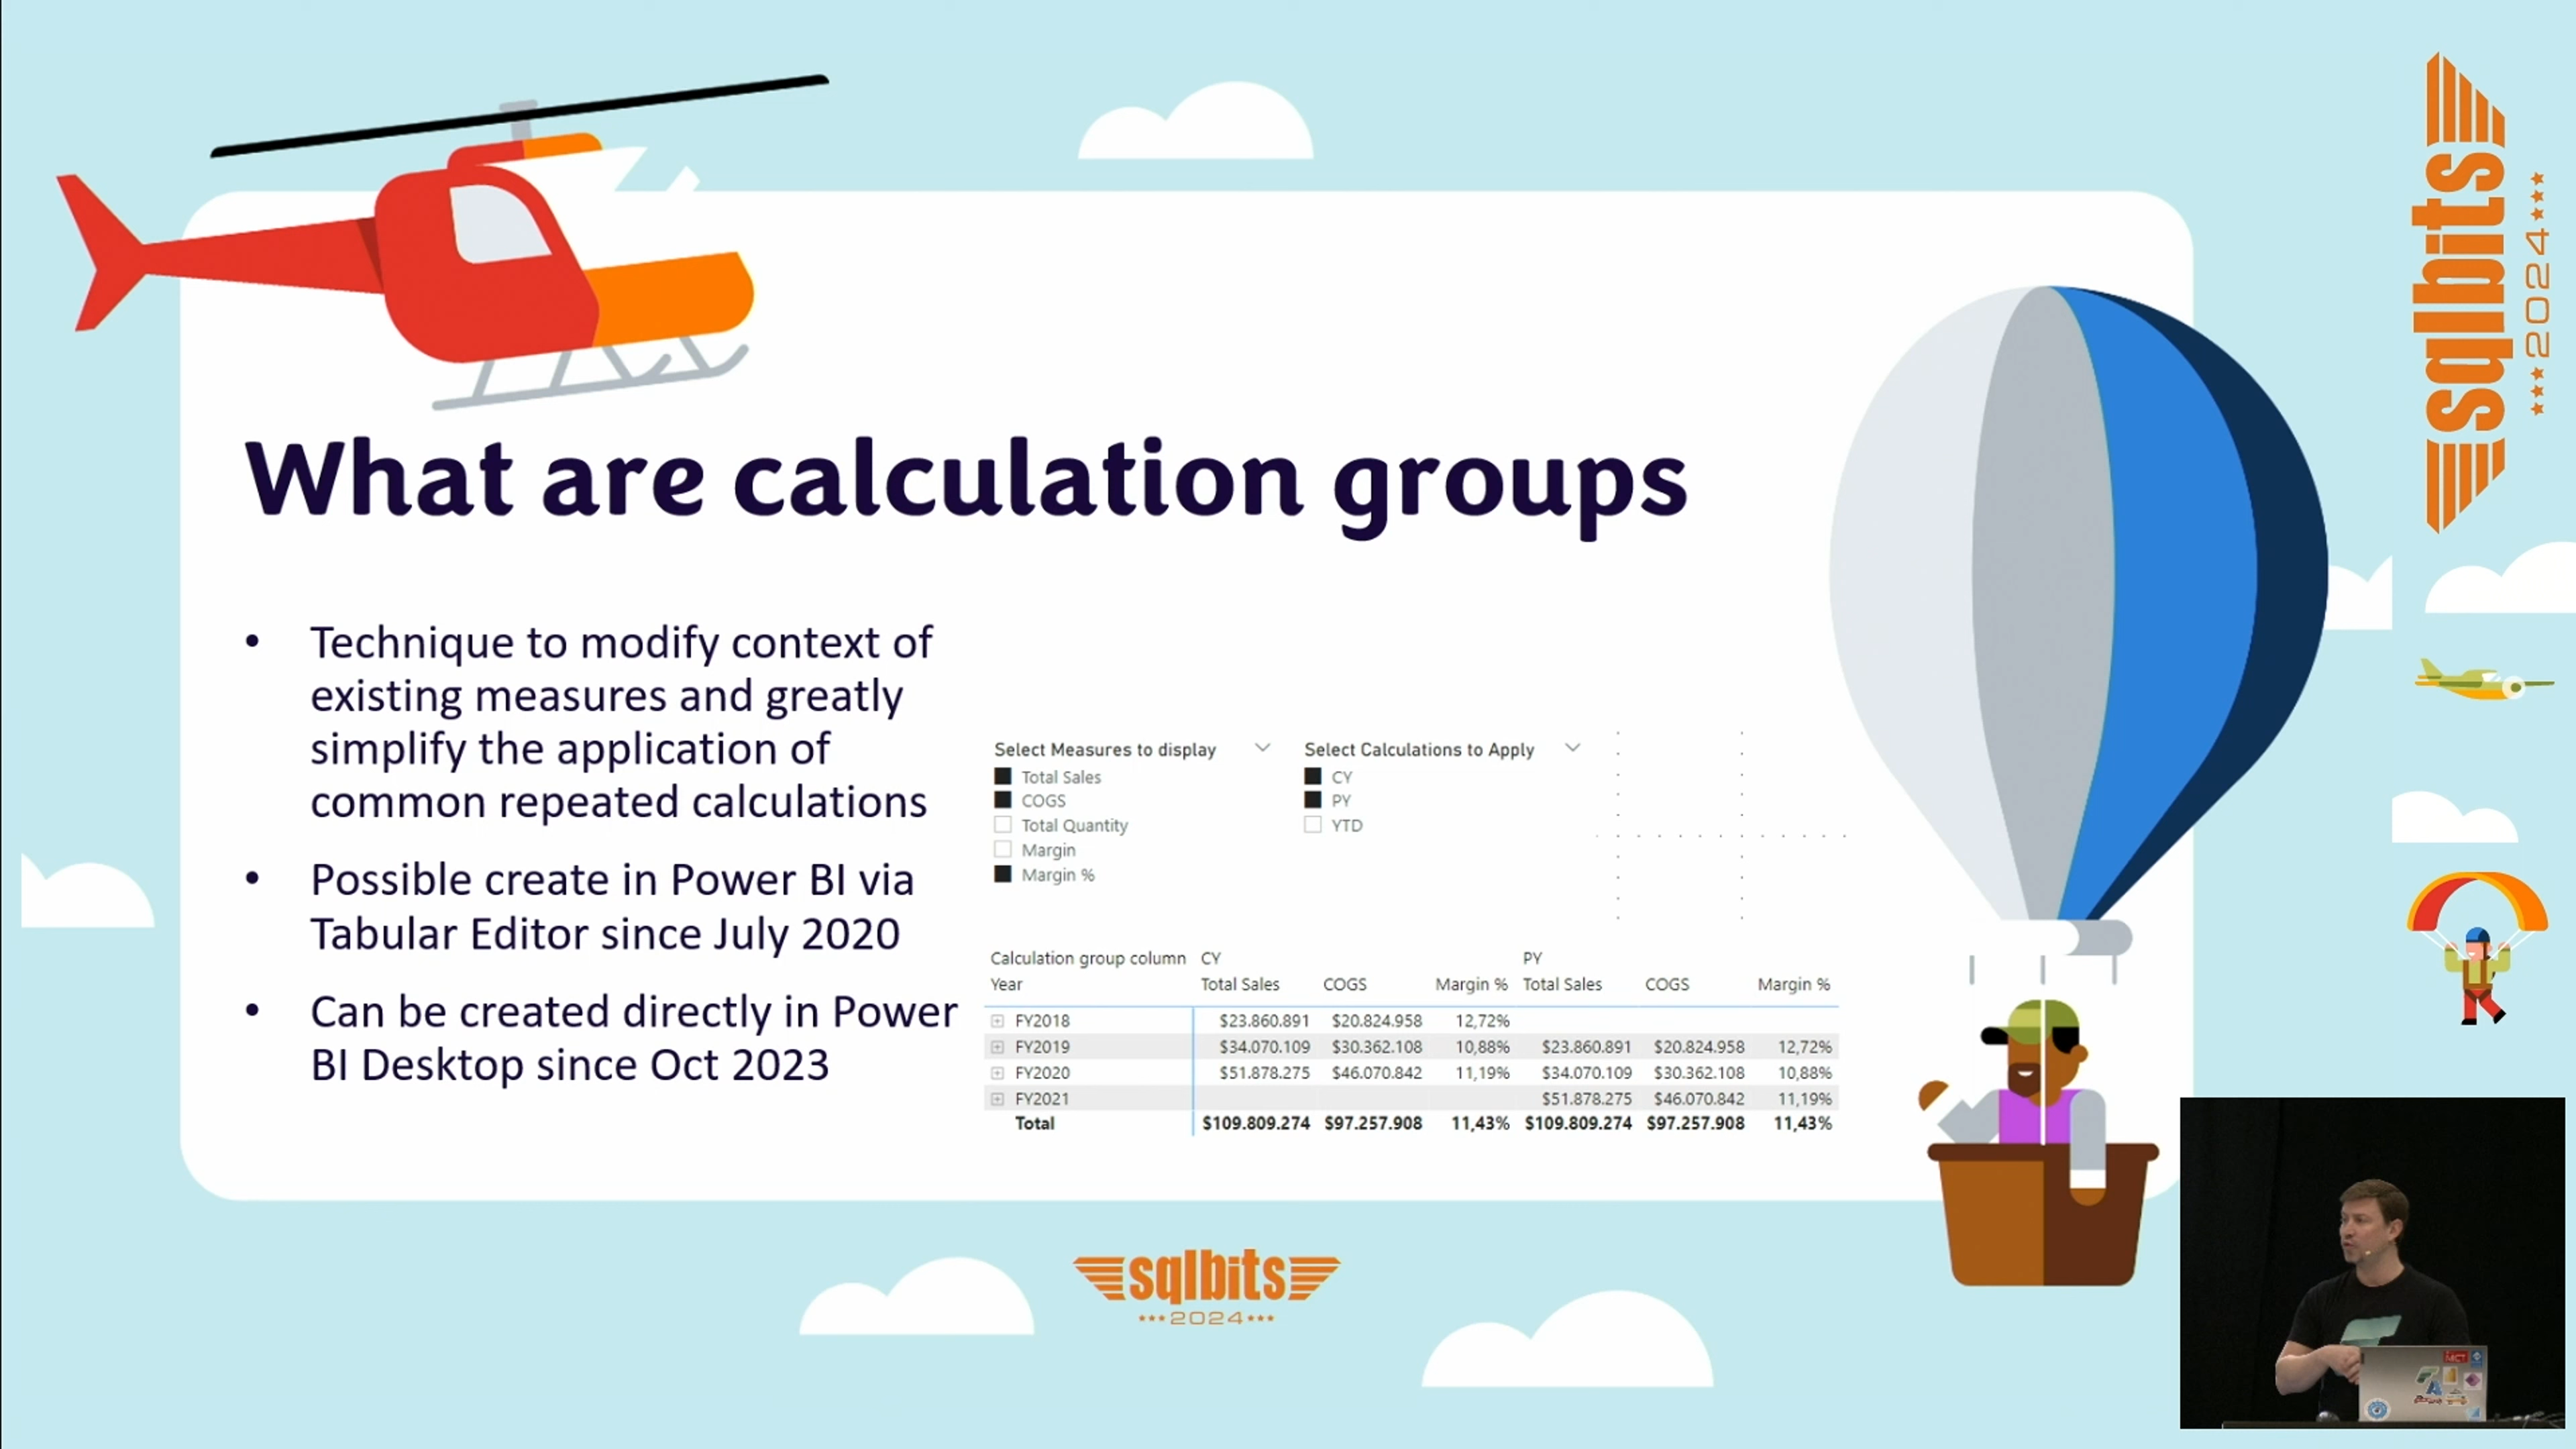 What are calculation groups
• Technique to modify context of
existing measures and greatly
simplify the application of
common repeated calculations
• Possible create in Power BI via
Tabular Editor since July 2020
• Can be created directly in Power
BI Desktop since Oct 2023
Select Measures to display
Total Sales
COGS
Total Quantity
Margin
Margin %
Select Calculations to Apply
CY
PY
YTD
Calculation group column CY PY
Year Total Sales COGS Margin % Total Sales COGS Margin %
FY2018 $23.860.891 $20.824.958 12,72%
FY2019 $34.070.109 $30.362.108 10,88% $23.860.891 $20.824.958 12,72%
FY2020 $51.878.275 $46.070.842 11,19% $34.070.109 $30.362.108 10,88%
FY2021 $51.878.275 $46.070.842 11,19%
Total $109.809.274 $97.257.908 11,43% $109.809.274 $97.257.908 11,43%
sqlbits
2024
sqlbits
2024